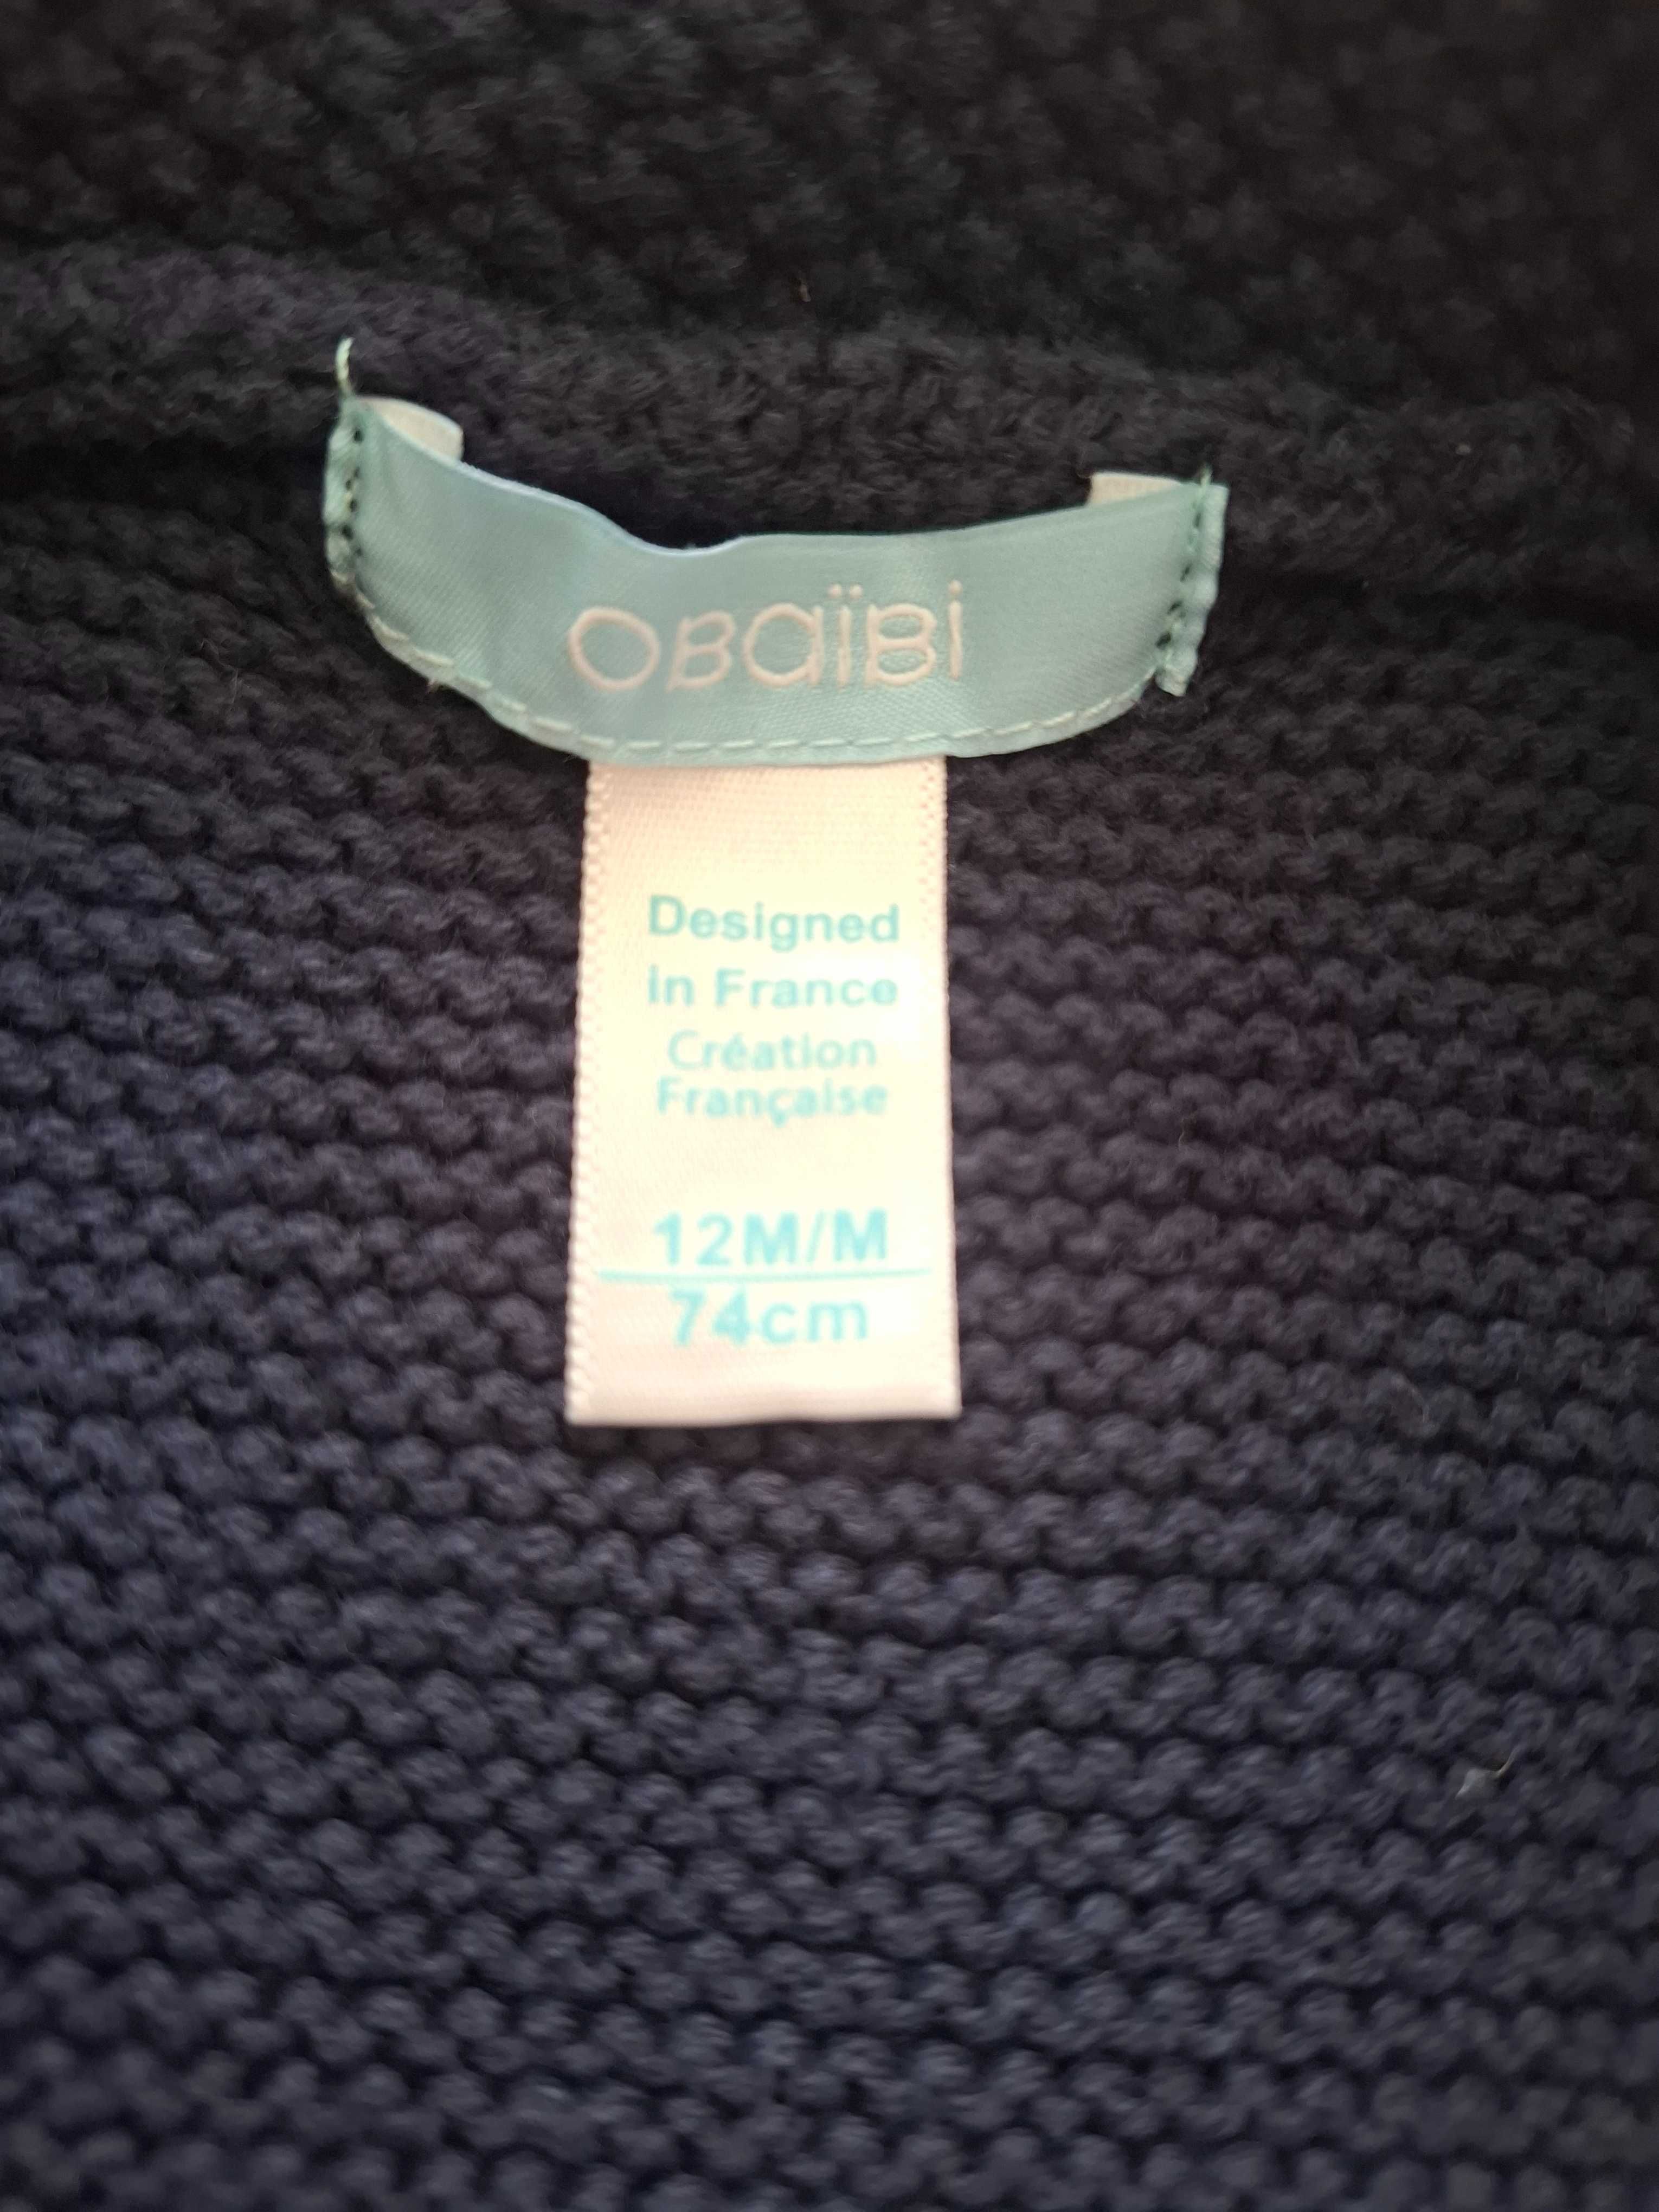 OBaïBi
Designed
in France
Création
Française
12M/M
74cm